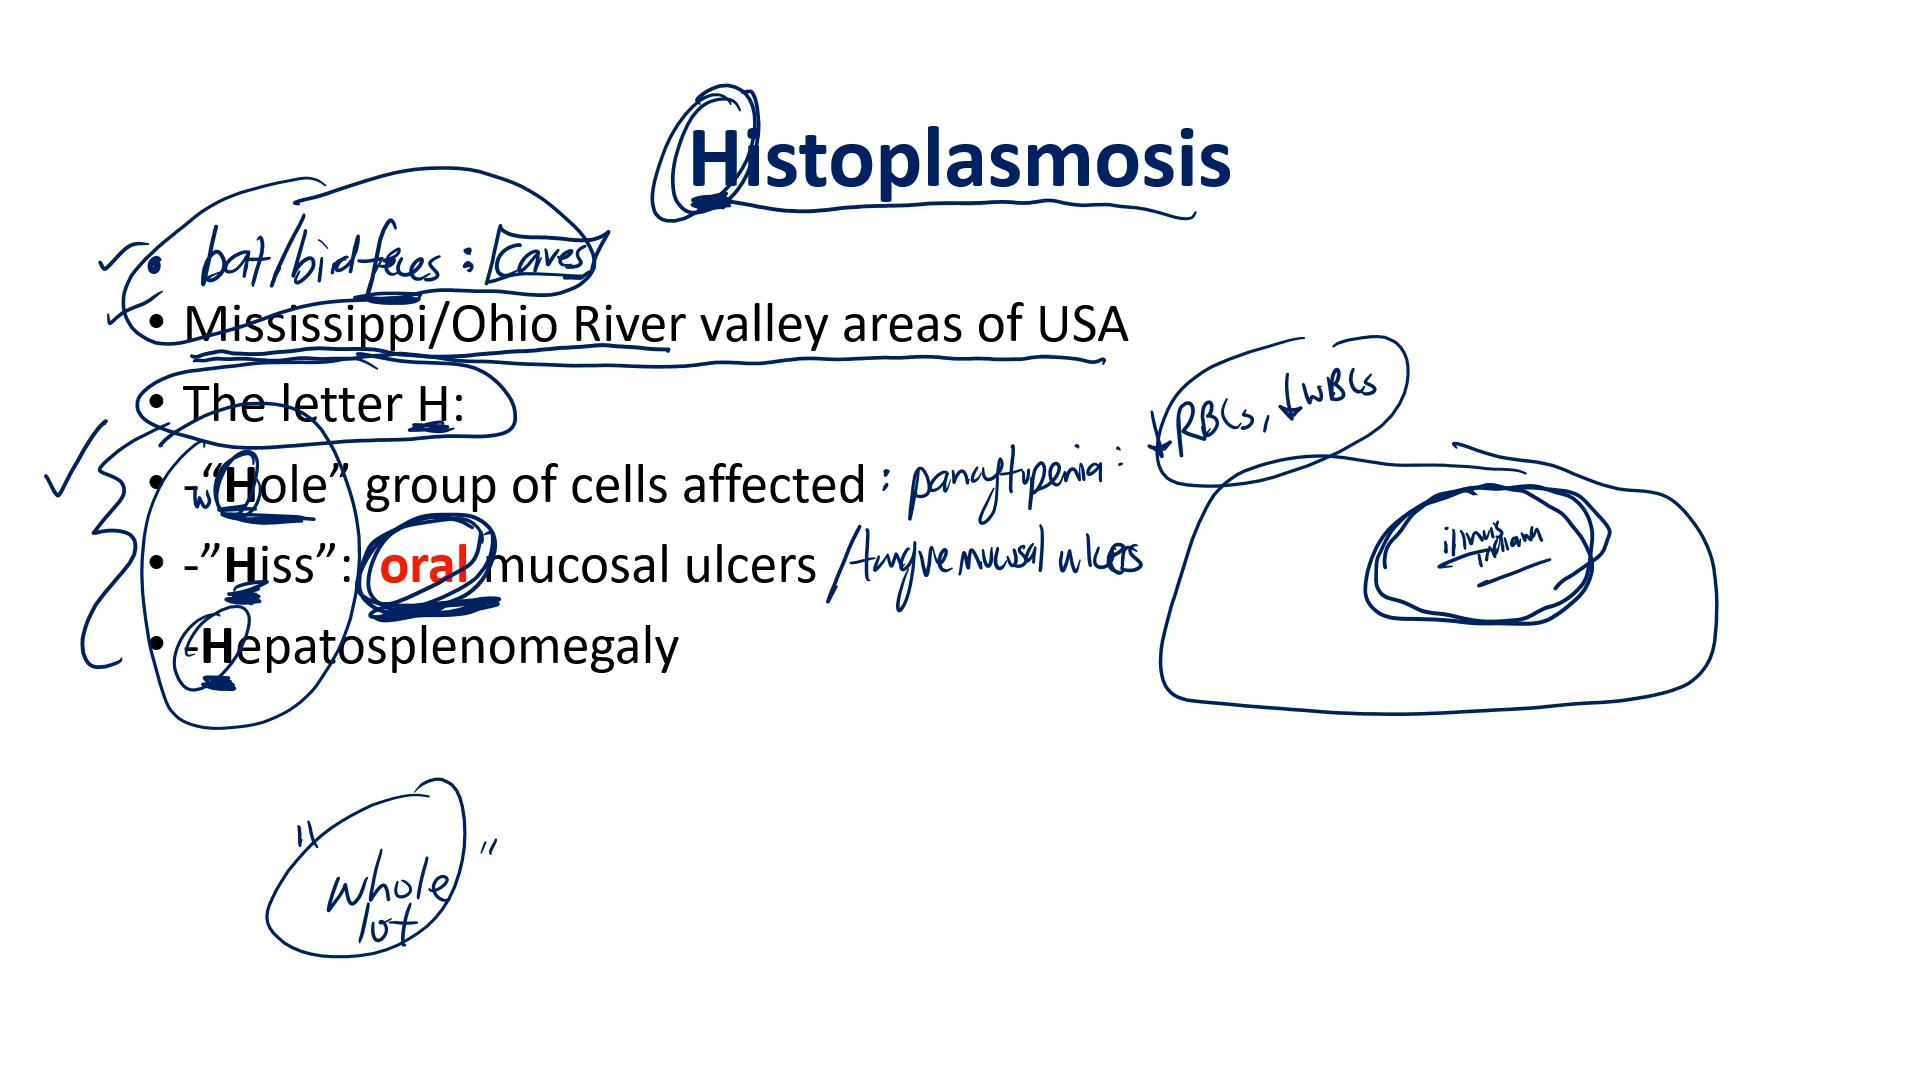 Histoplasmosis
• bat/bird feces : caves
• Mississippi/Ohio River valley areas of USA
• The letter H:
↓RBCs, ↓WBCs
• -“Hole” group of cells affected : pancytopenia :
w
• -”Hiss”: oral mucosal ulcers /tongue mucosal ulcers
illinois
indiana
• -Hepatosplenomegaly
"whole
lot"